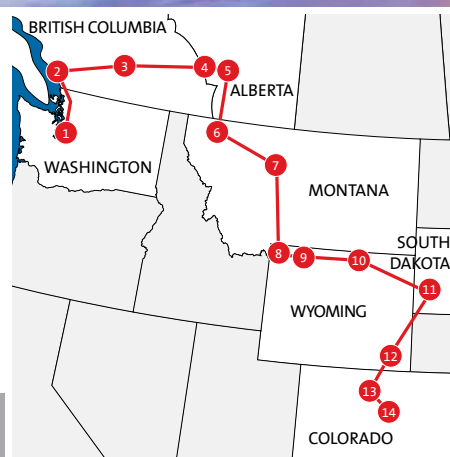 BRITISH COLUMBIA
2
3
4
5
ALBERTA
1
6
WASHINGTON
7
MONTANA
SOUTH
DAKOTA
8
9
10
11
WYOMING
12
13
14
COLORADO